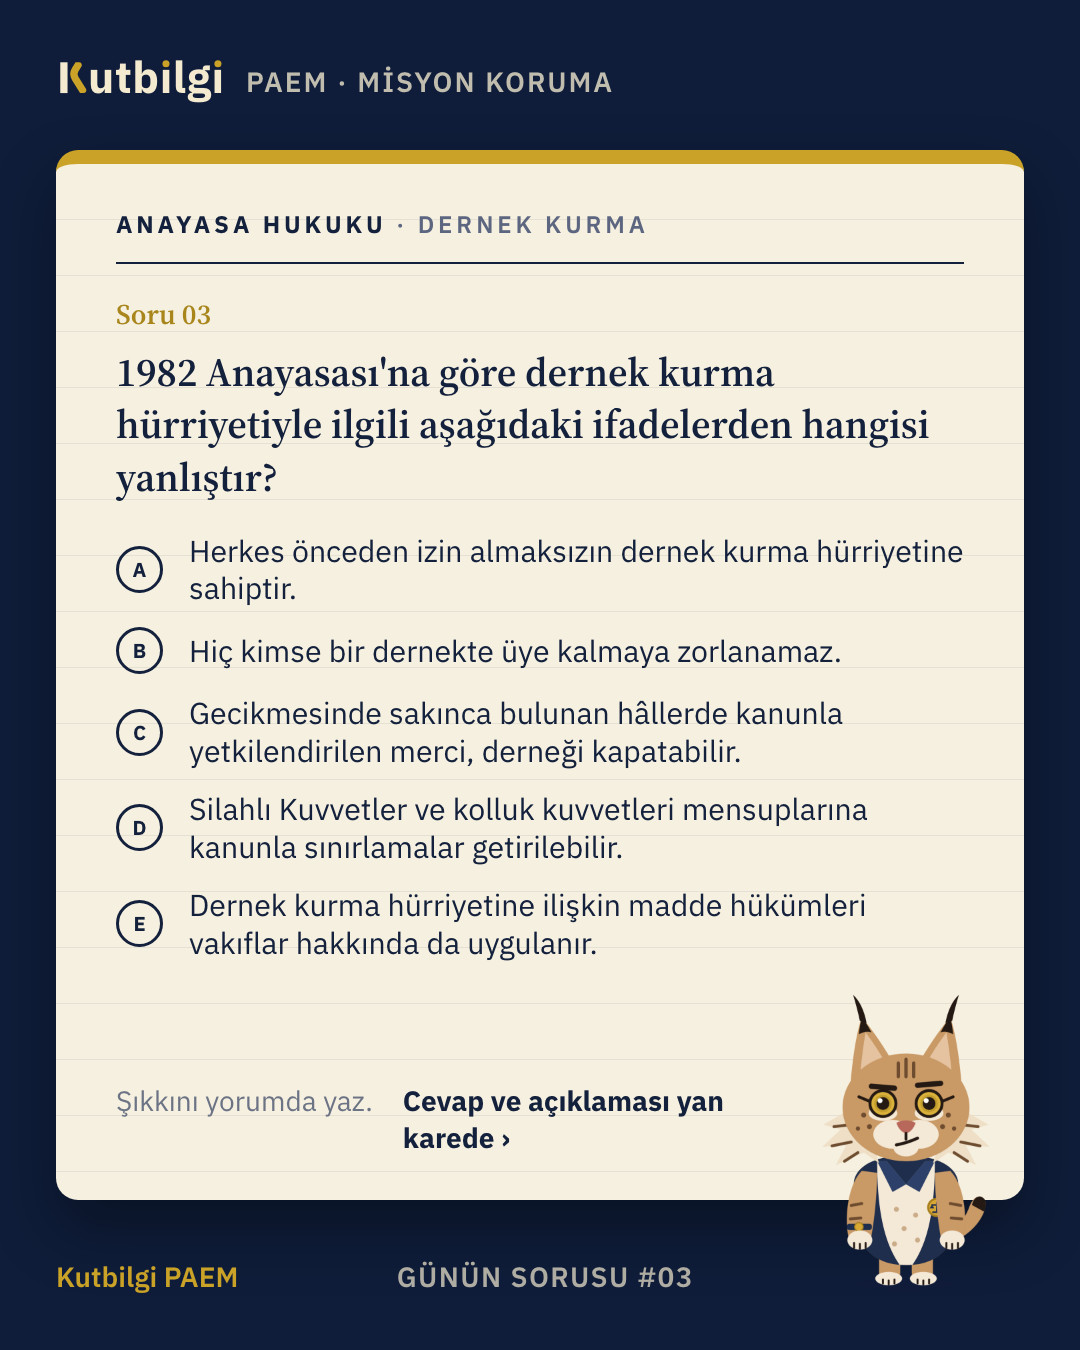 Kutbilgi PAEM · MİSYON KORUMA
ANAYASA HUKUKU · DERNEK KURMA
Soru 03
1982 Anayasası'na göre dernek kurma
hürriyetiyle ilgili aşağıdaki ifadelerden hangisi
yanlıştır?
A Herkes önceden izin almaksızın dernek kurma hürriyetine
sahiptir.
B Hiç kimse bir dernekte üye kalmaya zorlanamaz.
C Gecikmesinde sakınca bulunan hâllerde kanunla
yetkilendirilen merci, derneği kapatabilir.
D Silahlı Kuvvetler ve kolluk kuvvetleri mensuplarına
kanunla sınırlamalar getirilebilir.
E Dernek kurma hürriyetine ilişkin madde hükümleri
vakıflar hakkında da uygulanır.
Şıkkını yorumda yaz. Cevap ve açıklaması yan
karede ›
Kutbilgi PAEM GÜNÜN SORUSU #03